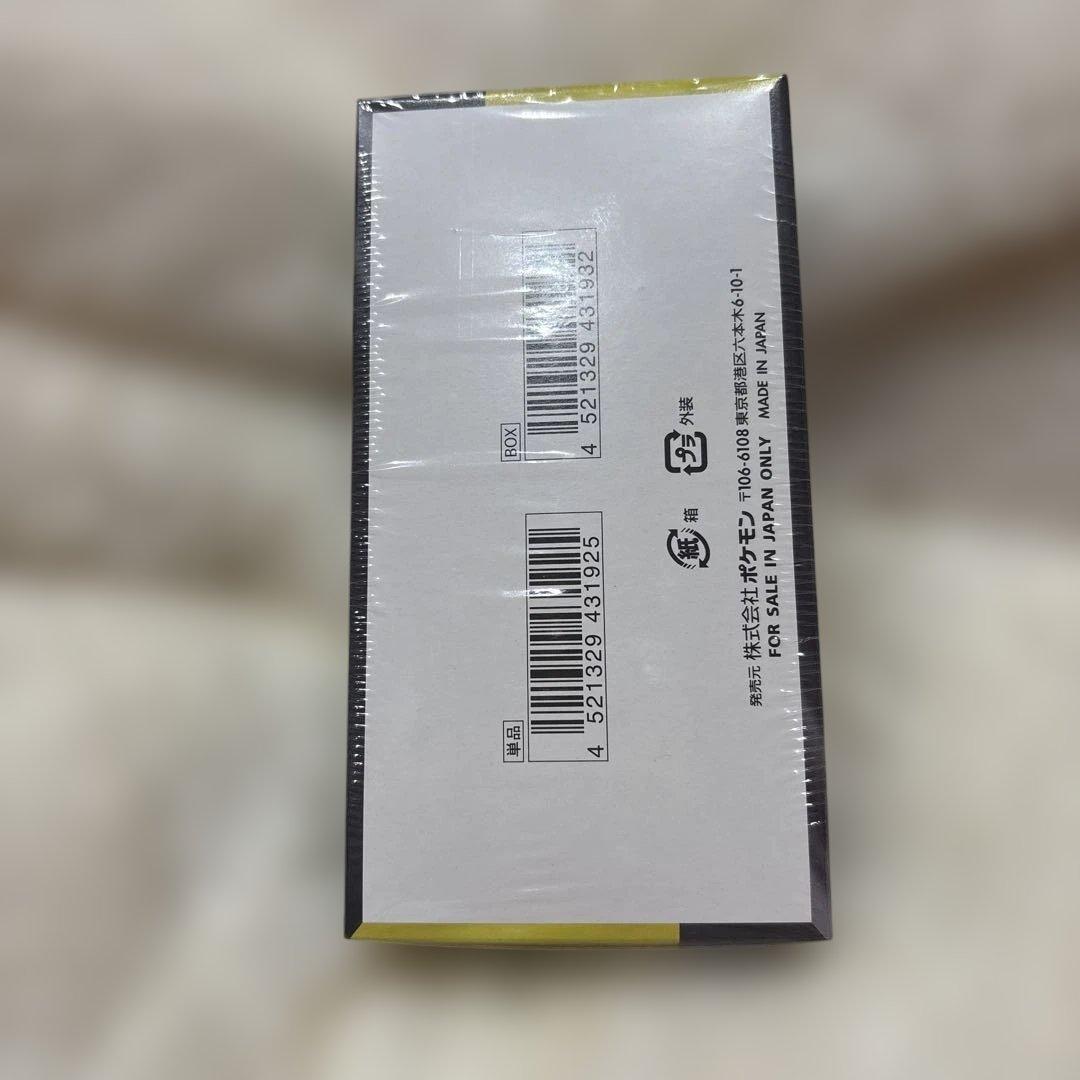 単品
4 521329 431925
BOX
4 521329 431932
紙 箱
プラ 外装
発売元 株式会社ポケモン 〒106-6108 東京都港区六本木6-10-1
FOR SALE IN JAPAN ONLY MADE IN JAPAN